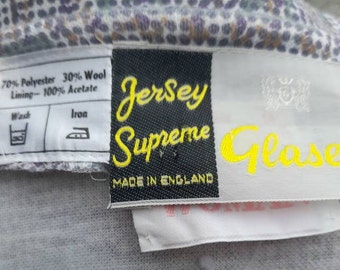 70% Polyester 30% Wool
Lining— 100% Acetate
Wash
Iron
Jersey
Supreme
MADE IN ENGLAND
Glase